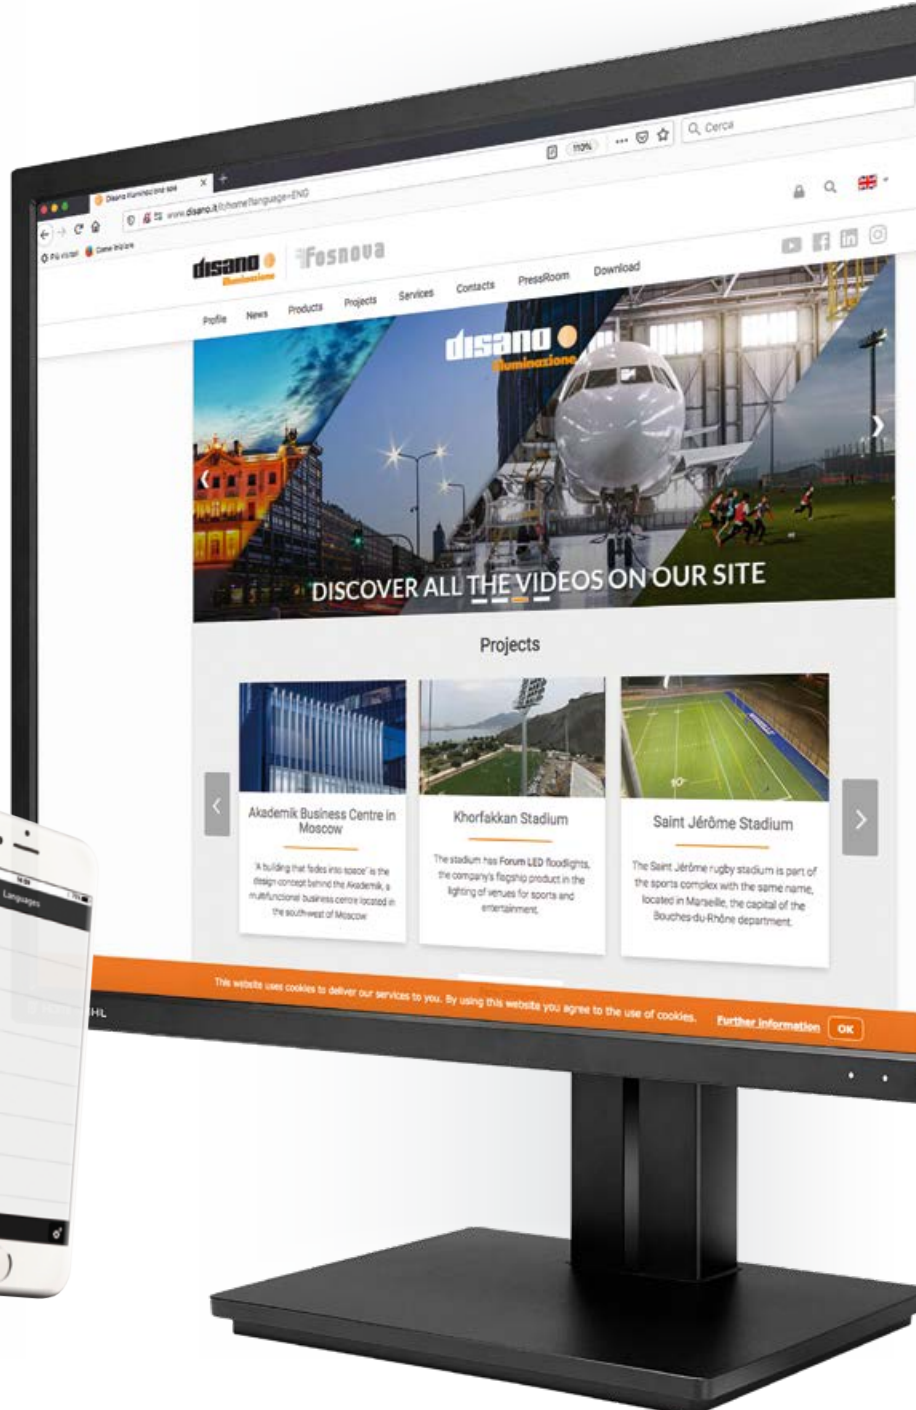 Disano Illuminazione spa
www.disano.it/it/home?language=ENG
110%
Cerca
Più visitati
Come iniziare
disano
illuminazione
Fosnova
Profile
News
Products
Projects
Services
Contacts
PressRoom
Download
disano
illuminazione
DISCOVER ALL THE VIDEOS ON OUR SITE
Projects
Akademik Business Centre in
Moscow
"A building that fades into space" is the
design concept behind the Akademik, a
multifunctional business centre located in
the south-west of Moscow
Khorfakkan Stadium
The stadium has Forum LED floodlights,
the company's flagship product in the
lighting of venues for sports and
entertainment.
Saint Jérôme Stadium
The Saint Jérôme rugby stadium is part of
the sports complex with the same name,
located in Marseille, the capital of the
Bouches-du-Rhône department.
This website uses cookies to deliver our services to you. By using this website you agree to the use of cookies.
Further information
OK
HL
Languages